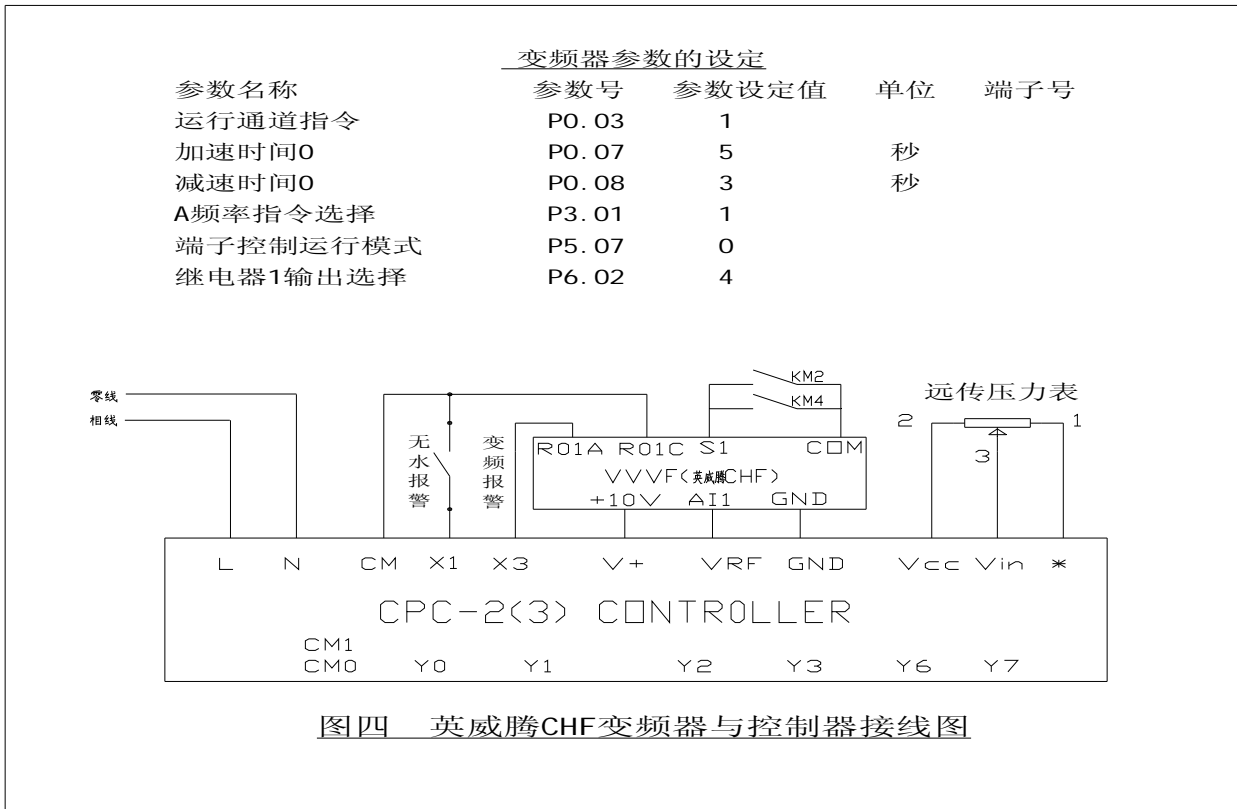 变频器参数的设定
参数名称 参数号 参数设定值 单位 端子号
运行通道指令 P0.03 1
加速时间0 P0.07 5 秒
减速时间0 P0.08 3 秒
A频率指令选择 P3.01 1
端子控制运行模式 P5.07 0
继电器1输出选择 P6.02 4
零线
相线
无水报警
变频报警
KM2
KM4
远传压力表
2 1
3
RO1A RO1C S1 COM
VVVF(英威腾CHF)
+10V AI1 GND
L N CM X1 X3 V+ VRF GND Vcc Vin *
CPC-2(3) CONTROLLER
CM1
CM0 Y0 Y1 Y2 Y3 Y6 Y7
图四 英威腾CHF变频器与控制器接线图